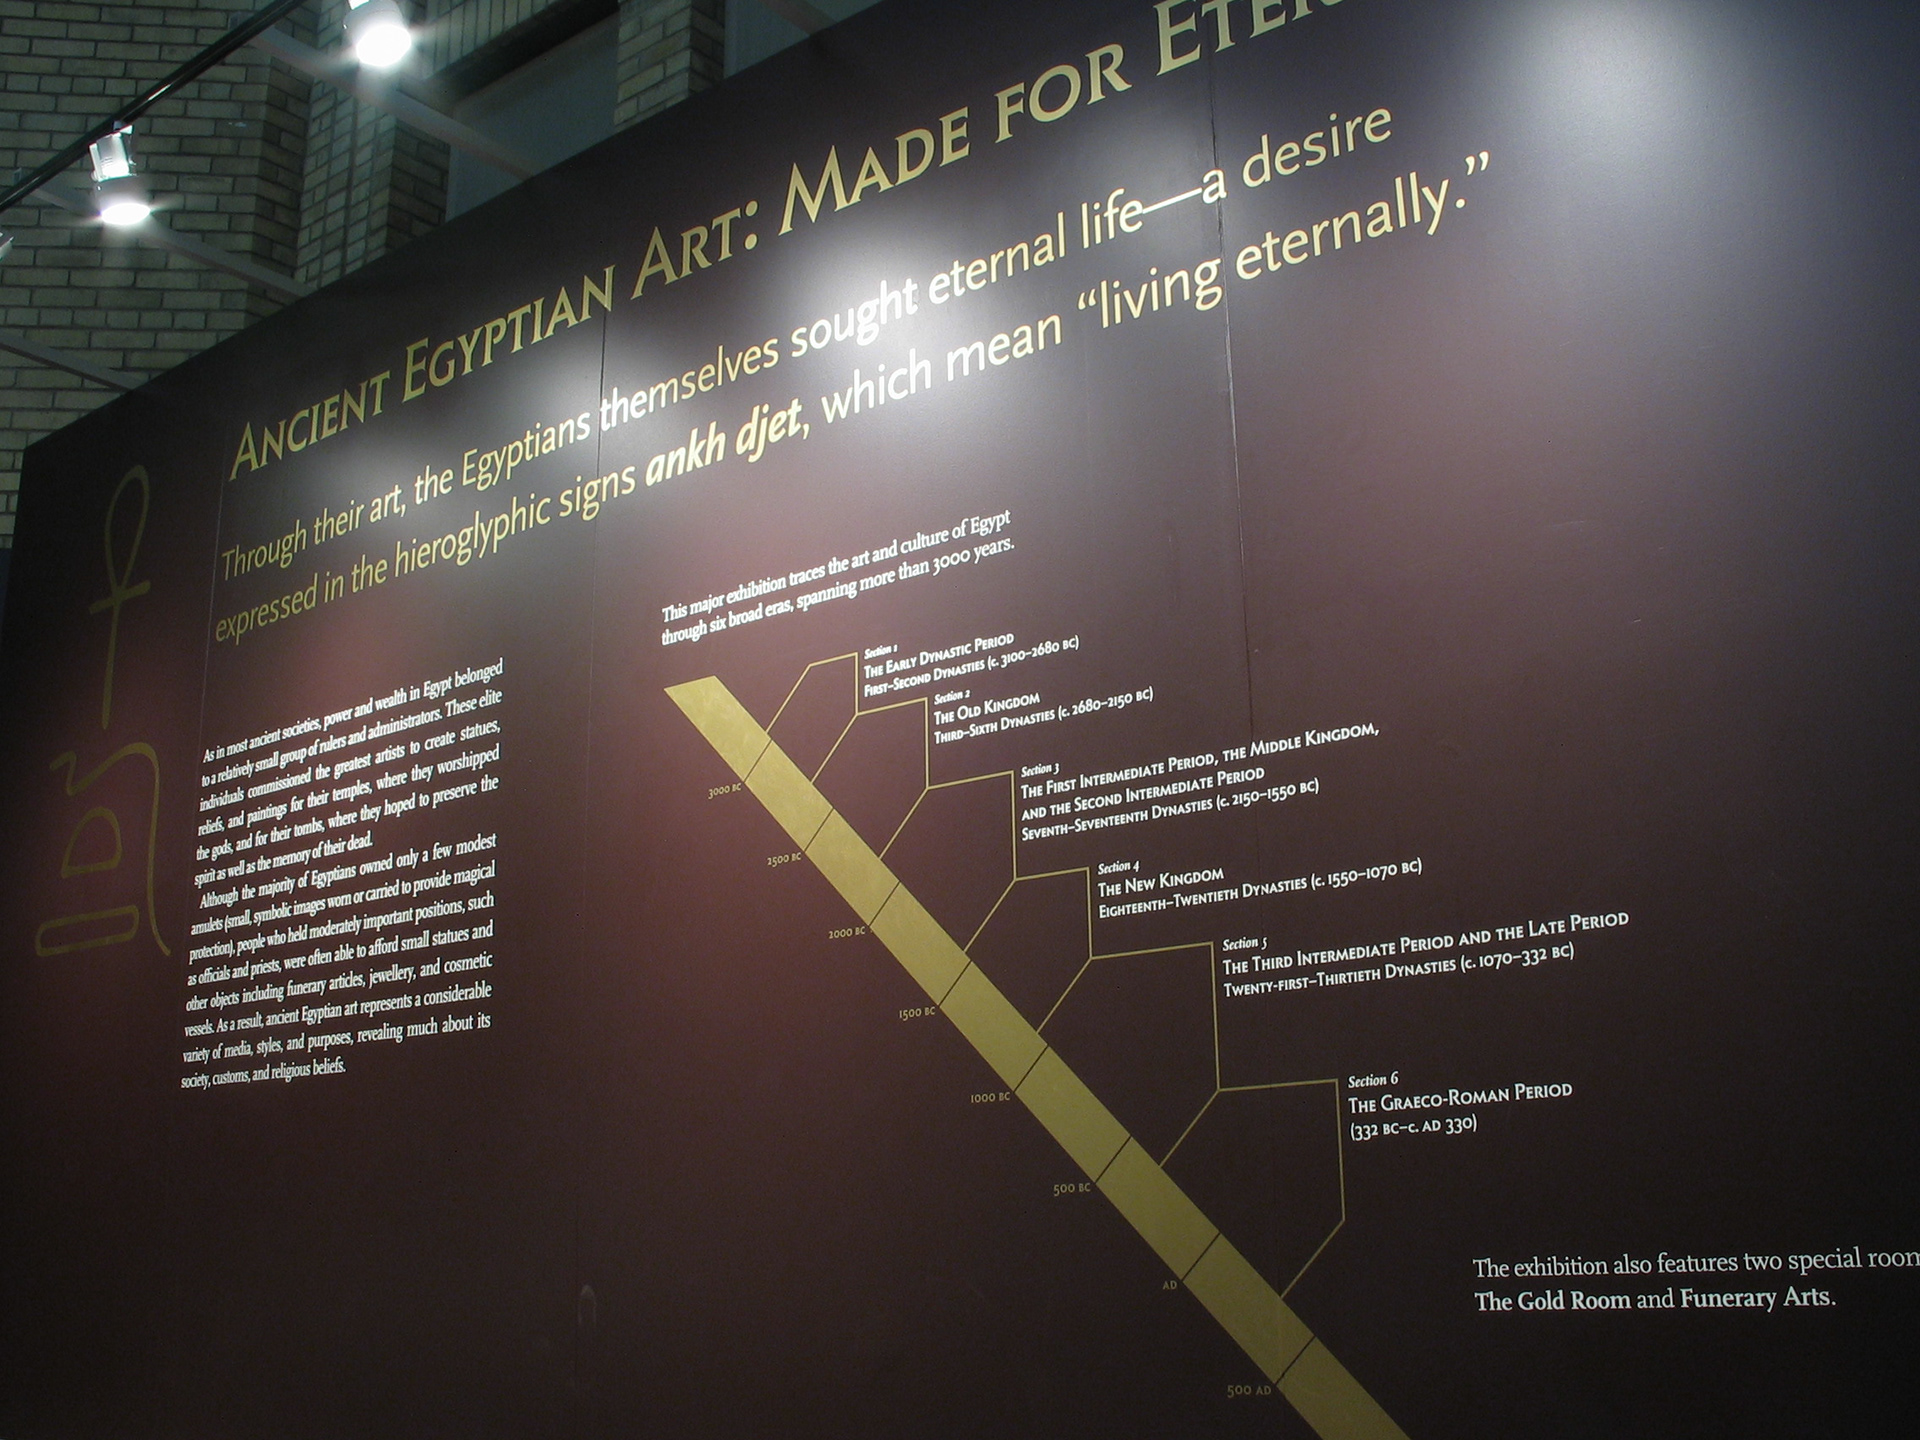 ANCIENT EGYPTIAN ART: MADE FOR
Through their art, the Egyptians themselves sought eternal life—a desire
expressed in the hieroglyphic signs ankh djet, which mean “living eternally.”
As in most ancient societies, power and wealth in Egypt belonged
to a relatively small group of rulers and administrators. These elite
individuals commissioned the greatest artists to create statues,
reliefs, and paintings for their temples, where they worshipped
the gods, and for their tombs, where they hoped to preserve the
spirit as well as the memory of their dead.
Although the majority of Egyptians owned only a few modest
amulets (small, symbolic images worn or carried to provide magical
protection), people who held moderately important positions, such
as officials and priests, were often able to afford small statues and
other objects including funerary articles, jewellery, and cosmetic
vessels. As a result, ancient Egyptian art represents a considerable
variety of media, styles, and purposes, revealing much about its
society, customs, and religious beliefs.
This major exhibition traces the art and culture of Egypt
through six broad eras, spanning more than 3000 years.
Section 1
THE EARLY DYNASTIC PERIOD
FIRST–SECOND DYNASTIES (c. 3100–2680 BC)
Section 2
THE OLD KINGDOM
THIRD–SIXTH DYNASTIES (c. 2680–2150 BC)
Section 3
THE FIRST INTERMEDIATE PERIOD, THE MIDDLE KINGDOM,
AND THE SECOND INTERMEDIATE PERIOD
SEVENTH–SEVENTEENTH DYNASTIES (c. 2150–1550 BC)
Section 4
THE NEW KINGDOM
EIGHTEENTH–TWENTIETH DYNASTIES (c. 1550–1070 BC)
Section 5
THE THIRD INTERMEDIATE PERIOD AND THE LATE PERIOD
TWENTY-FIRST–THIRTIETH DYNASTIES (c. 1070–332 BC)
Section 6
THE GRAECO-ROMAN PERIOD
(332 BC–c. AD 330)
3000 BC
2500 BC
2000 BC
1500 BC
1000 BC
500 BC
AD
500 AD
The exhibition also features two special room
The Gold Room and Funerary Arts.